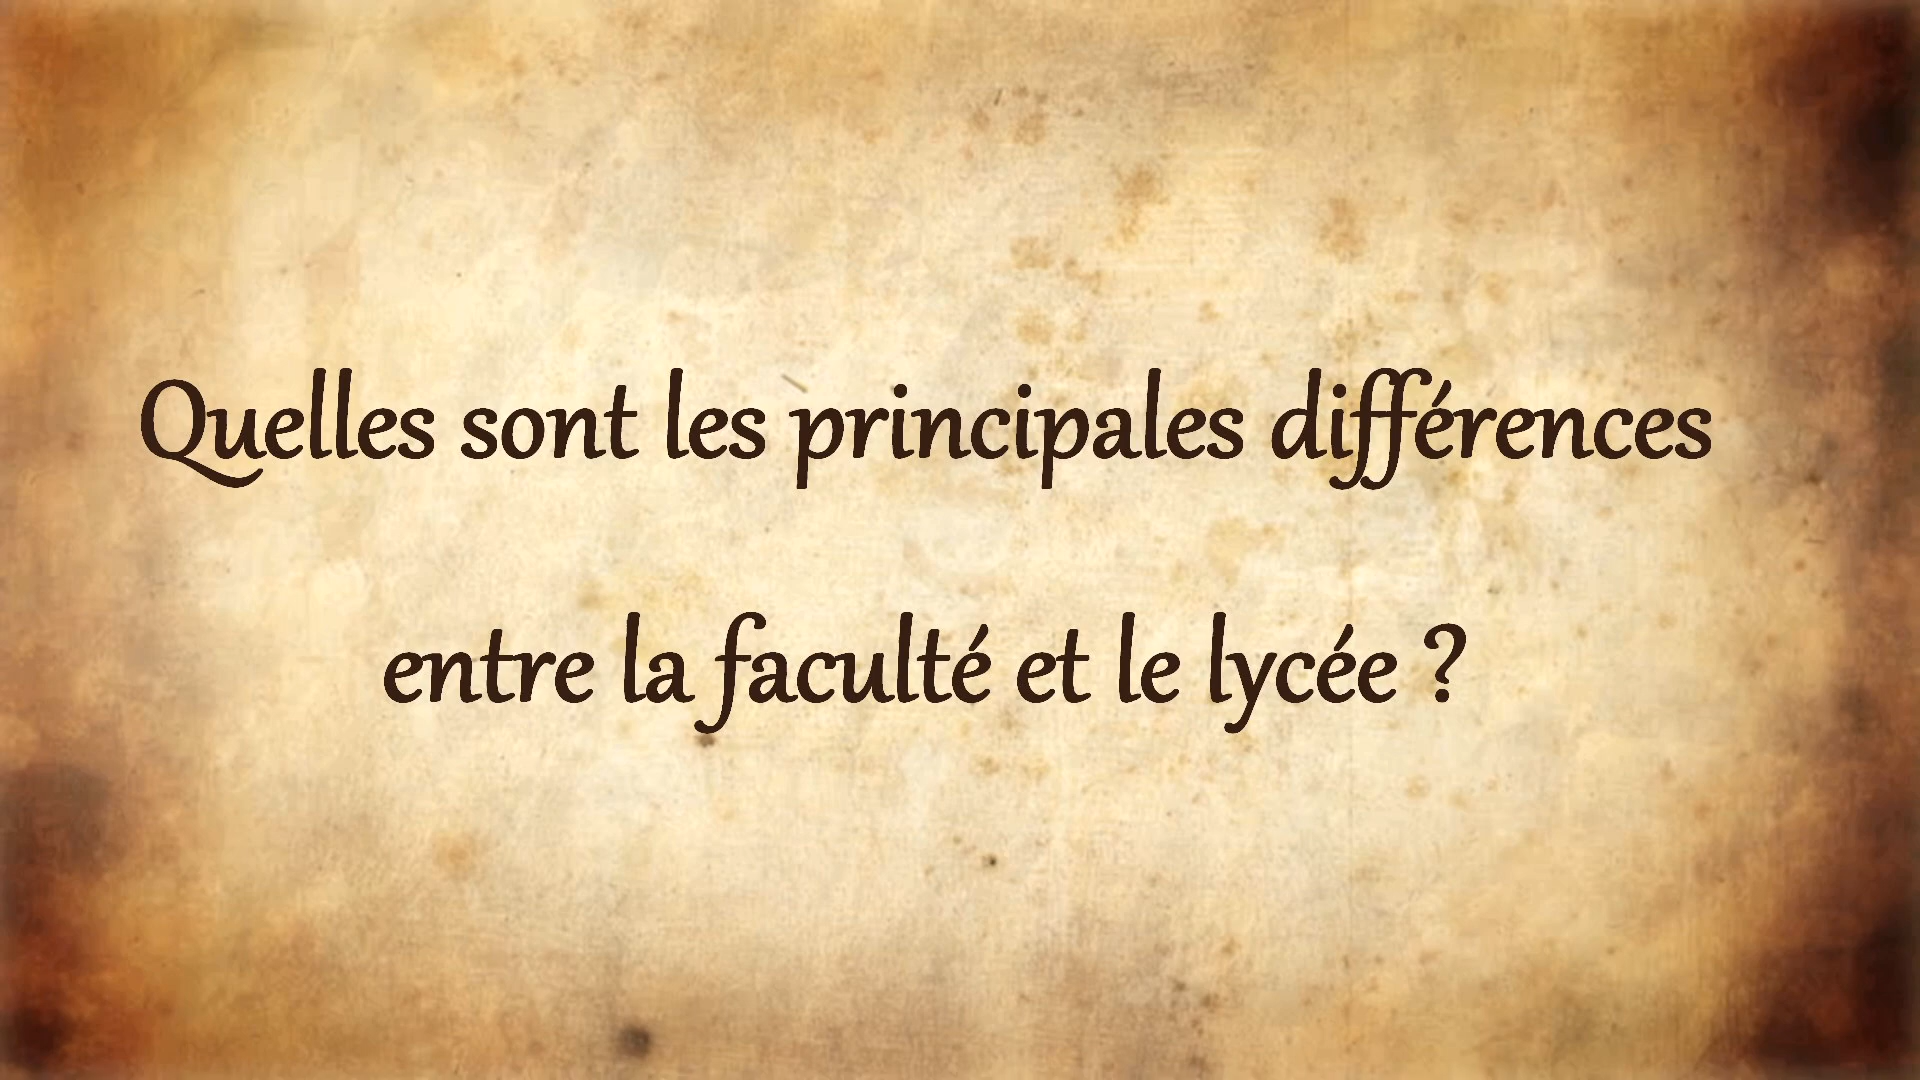 Quelles sont les principales différences
entre la faculté et le lycée ?